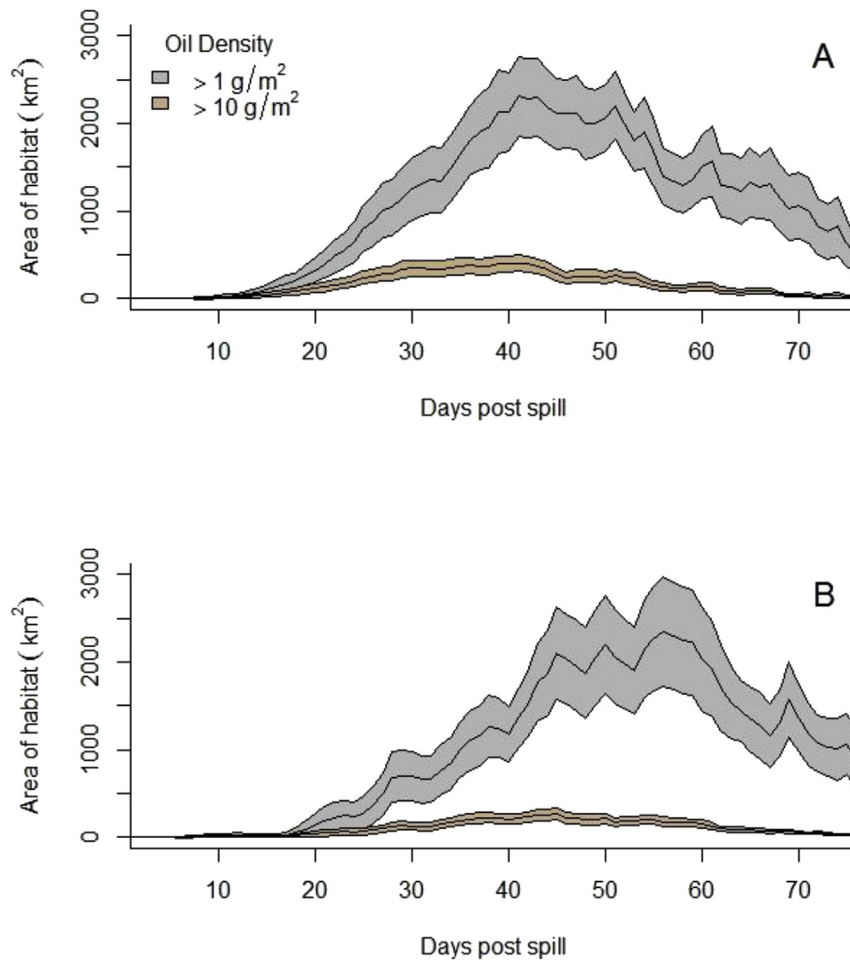 A
Oil Density
> 1 g/m²
> 10 g/m²
Area of habitat ( km²)
3000
2000
1000
0
10 20 30 40 50 60 70
Days post spill
B
Area of habitat ( km²)
3000
2000
1000
0
10 20 30 40 50 60 70
Days post spill